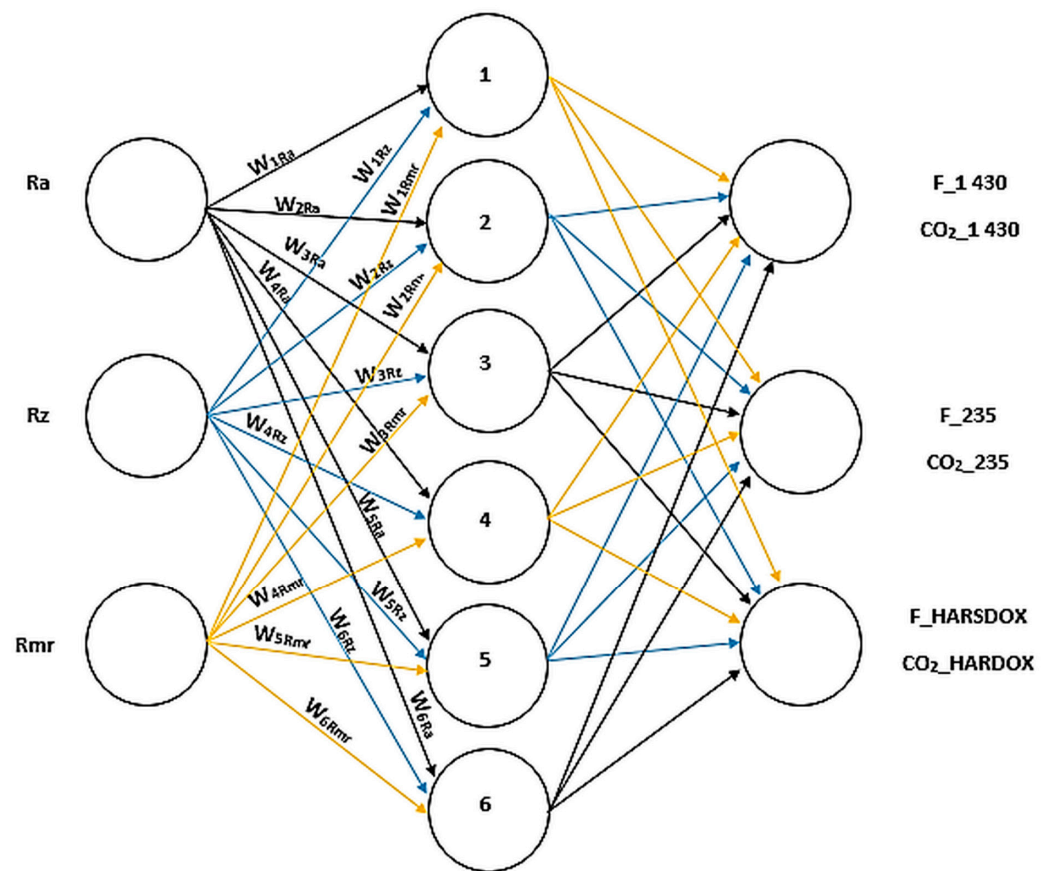 Ra
Rz
Rmr
W1Ra
W2Ra
W3Ra
W4Ra
W5Ra
W6Ra
W1Rz
W2Rz
W3Rz
W4Rz
W5Rz
W6Rz
W1Rmr
W2Rmr
W3Rmr
W4Rmr
W5Rmr
W6Rmr
1
2
3
4
5
6
F_1 430
CO₂_1 430
F_235
CO₂_235
F_HARSDOX
CO₂_HARDOX